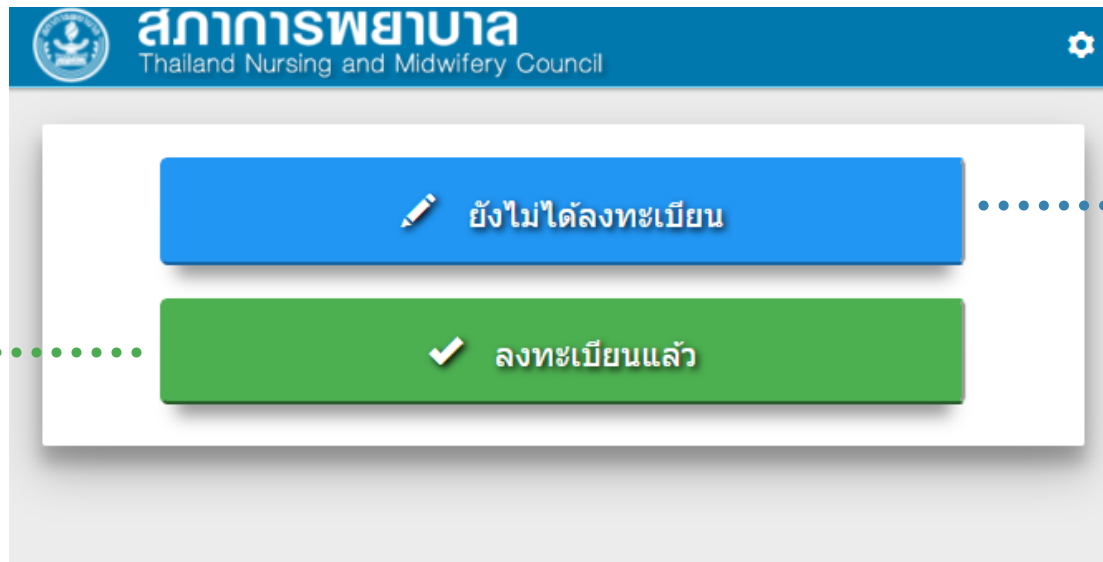 สภาการพยาบาล
Thailand Nursing and Midwifery Council
ยังไม่ได้ลงทะเบียน
ลงทะเบียนแล้ว